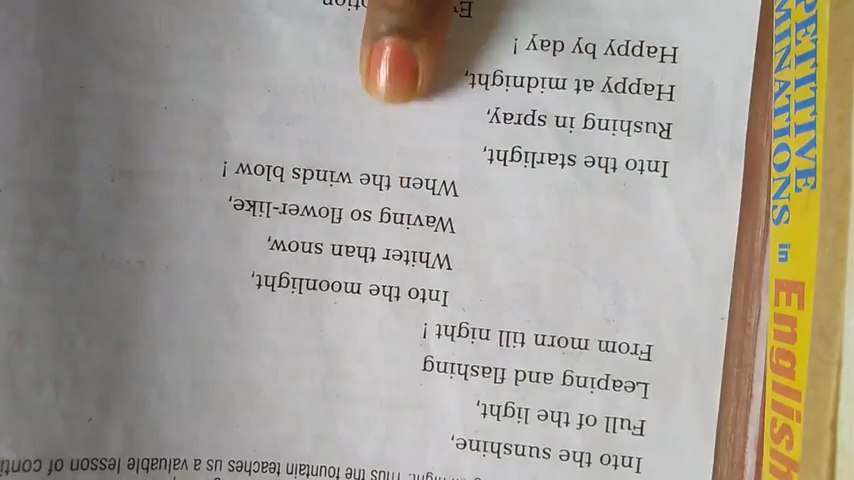 night. Thus the fountain teaches us a valuable lesson of
Into the sunshine,
Full of the light,
Leaping and flashing
From morn till night !
Into the moonlight,
Whiter than snow,
Waving so flower-like,
When the winds blow !
Into the starlight,
Rushing in spray,
Happy at midnight,
Happy by day !
PETITIVE
MINATIONS in English